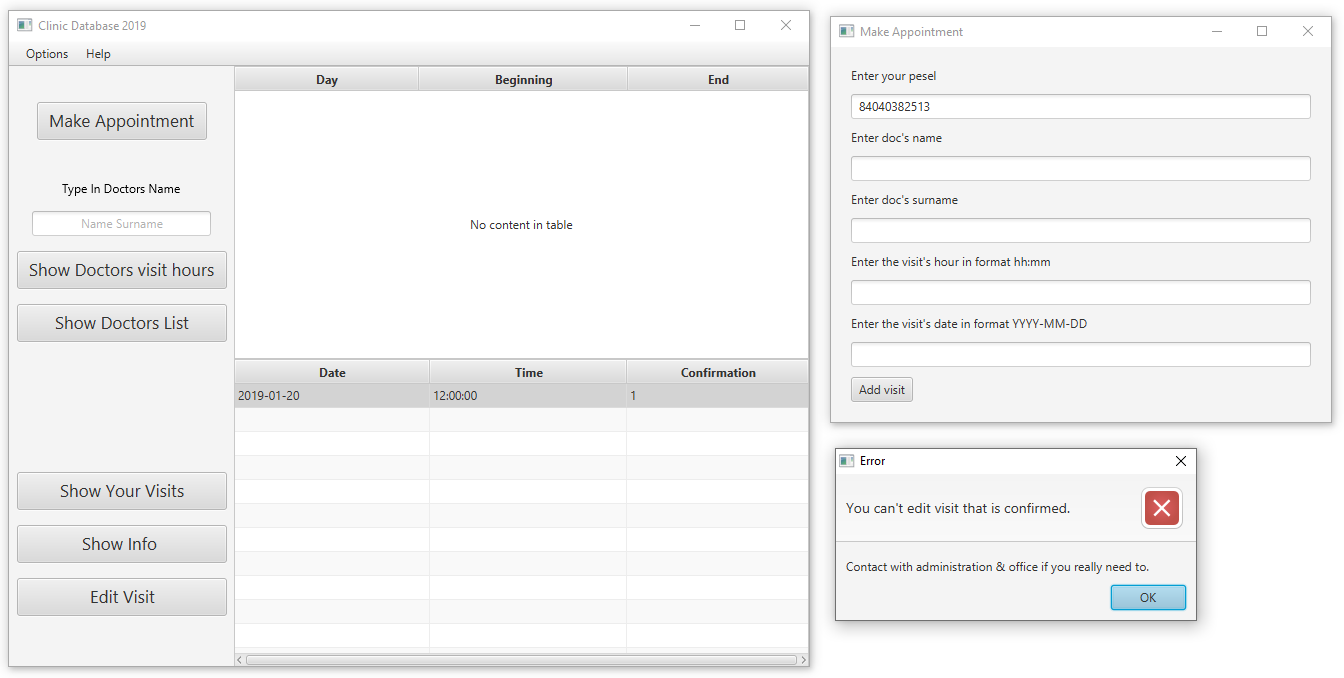 Clinic Database 2019
Options Help
Make Appointment
Type In Doctors Name
Name Surname
Show Doctors visit hours
Show Doctors List
Show Your Visits
Show Info
Edit Visit
Day Beginning End
No content in table
Date Time Confirmation
2019-01-20 12:00:00 1
Make Appointment
Enter your pesel
84040382513
Enter doc's name
Enter doc's surname
Enter the visit's hour in format hh:mm
Enter the visit's date in format YYYY-MM-DD
Add visit
Error
You can't edit visit that is confirmed.
Contact with administration & office if you really need to.
OK